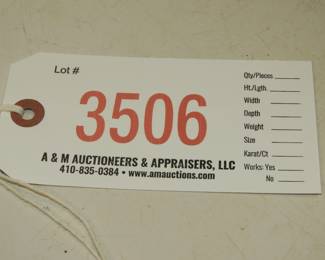 Lot #
3506
A & M AUCTIONEERS & APPRAISERS, LLC
410-835-0384 • www.amauctions.com
Qty/Pieces
Ht./Lgth.
Width
Depth
Weight
Size
Karat/Ct
Works: Yes
No